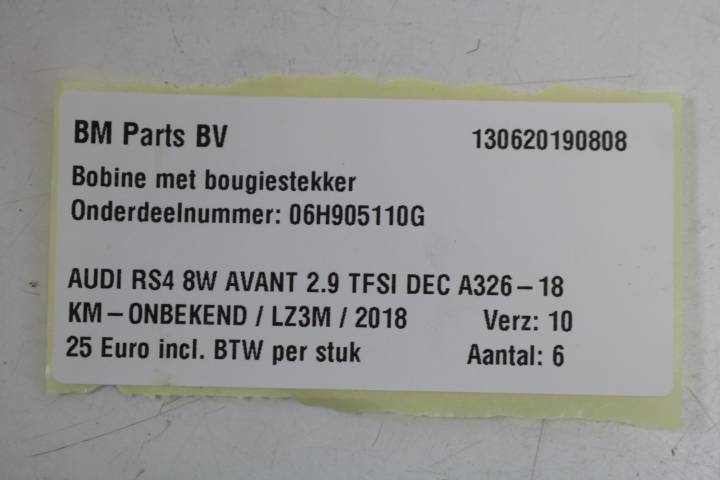 BM Parts BV 130620190808
Bobine met bougiestekker
Onderdeelnummer: 06H905110G
AUDI RS4 8W AVANT 2.9 TFSI DEC A326-18
KM-ONBEKEND / LZ3M / 2018 Verz: 10
25 Euro incl. BTW per stuk Aantal: 6